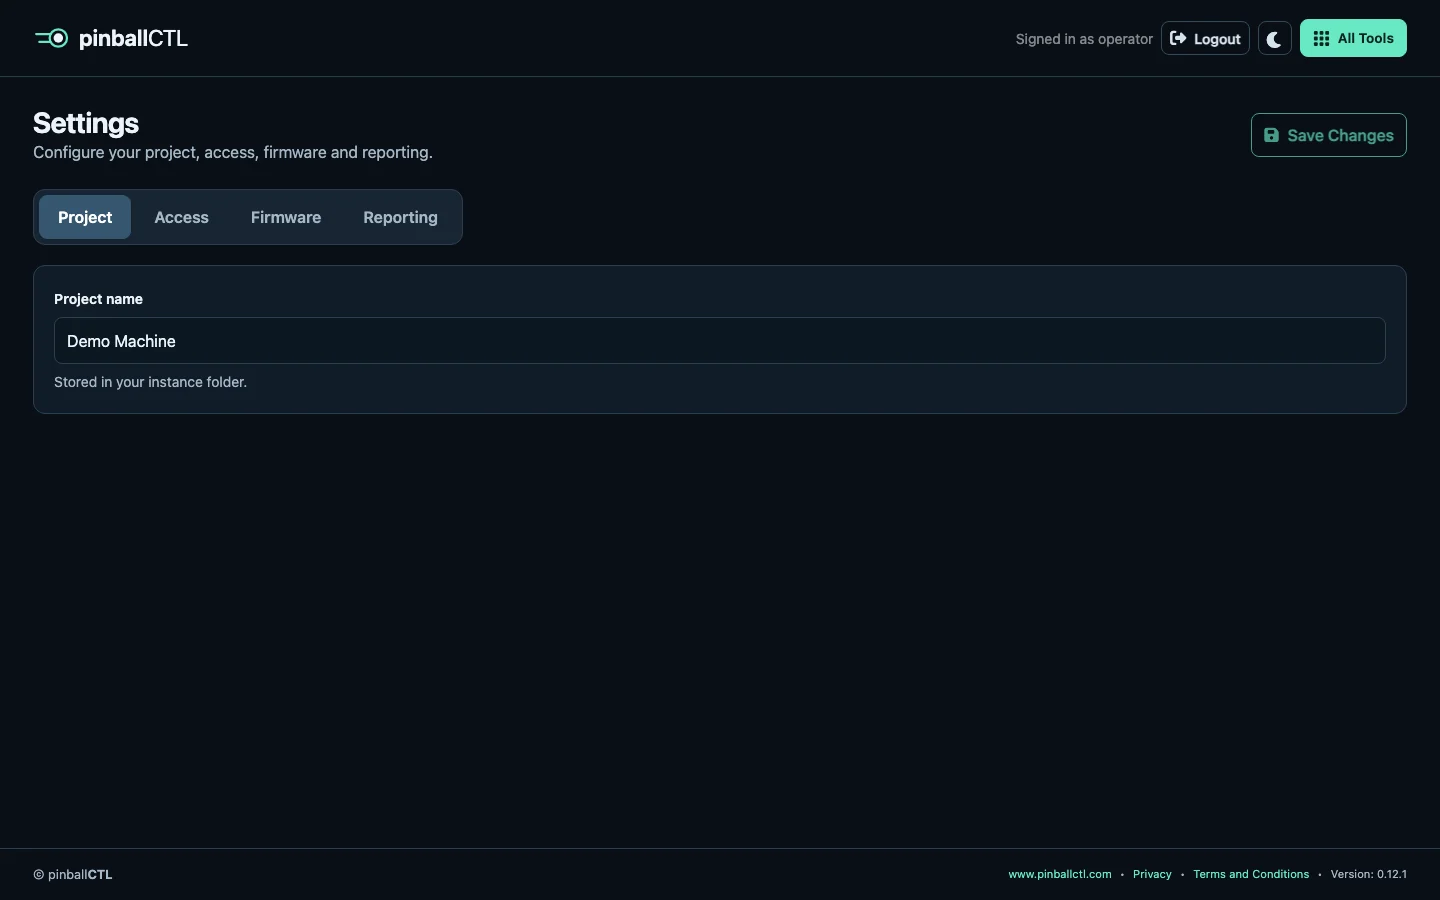 pinballCTL
Signed in as operator
Logout
All Tools
Settings
Configure your project, access, firmware and reporting.
Save Changes
Project
Access
Firmware
Reporting
Project name
Demo Machine
Stored in your instance folder.
© pinballCTL
www.pinballctl.com • Privacy • Terms and Conditions • Version: 0.12.1